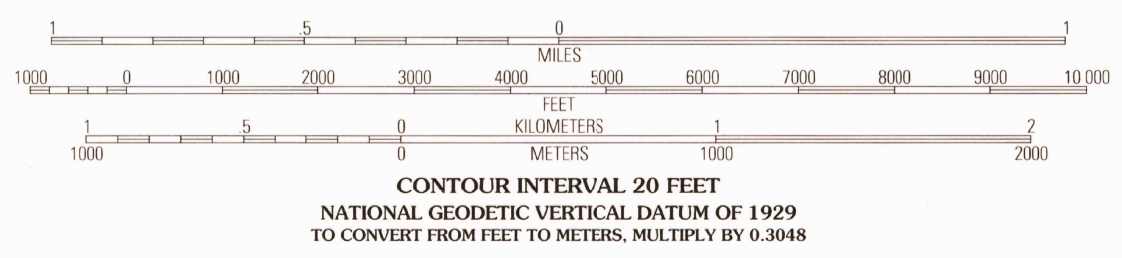 1 .5 0 1
MILES
1000 0 1000 2000 3000 4000 5000 6000 7000 8000 9000 10 000
FEET
1 .5 0 KILOMETERS 1 2
1000 0 METERS 1000 2000
CONTOUR INTERVAL 20 FEET
NATIONAL GEODETIC VERTICAL DATUM OF 1929
TO CONVERT FROM FEET TO METERS, MULTIPLY BY 0.3048